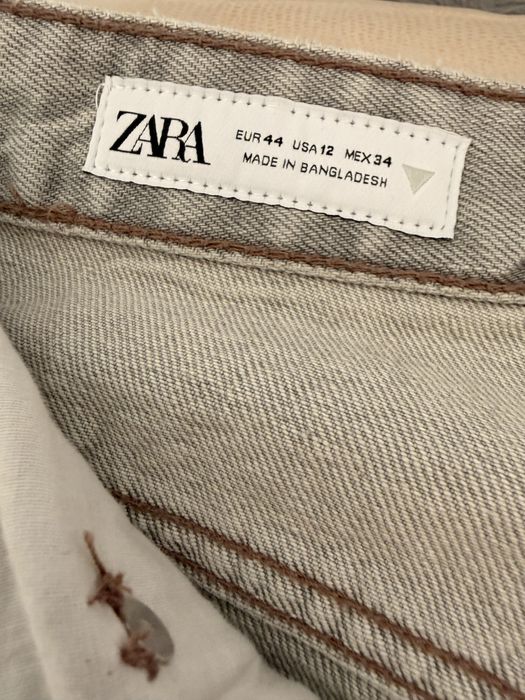 ZARA
EUR 44 USA 12 MEX 34
MADE IN BANGLADESH